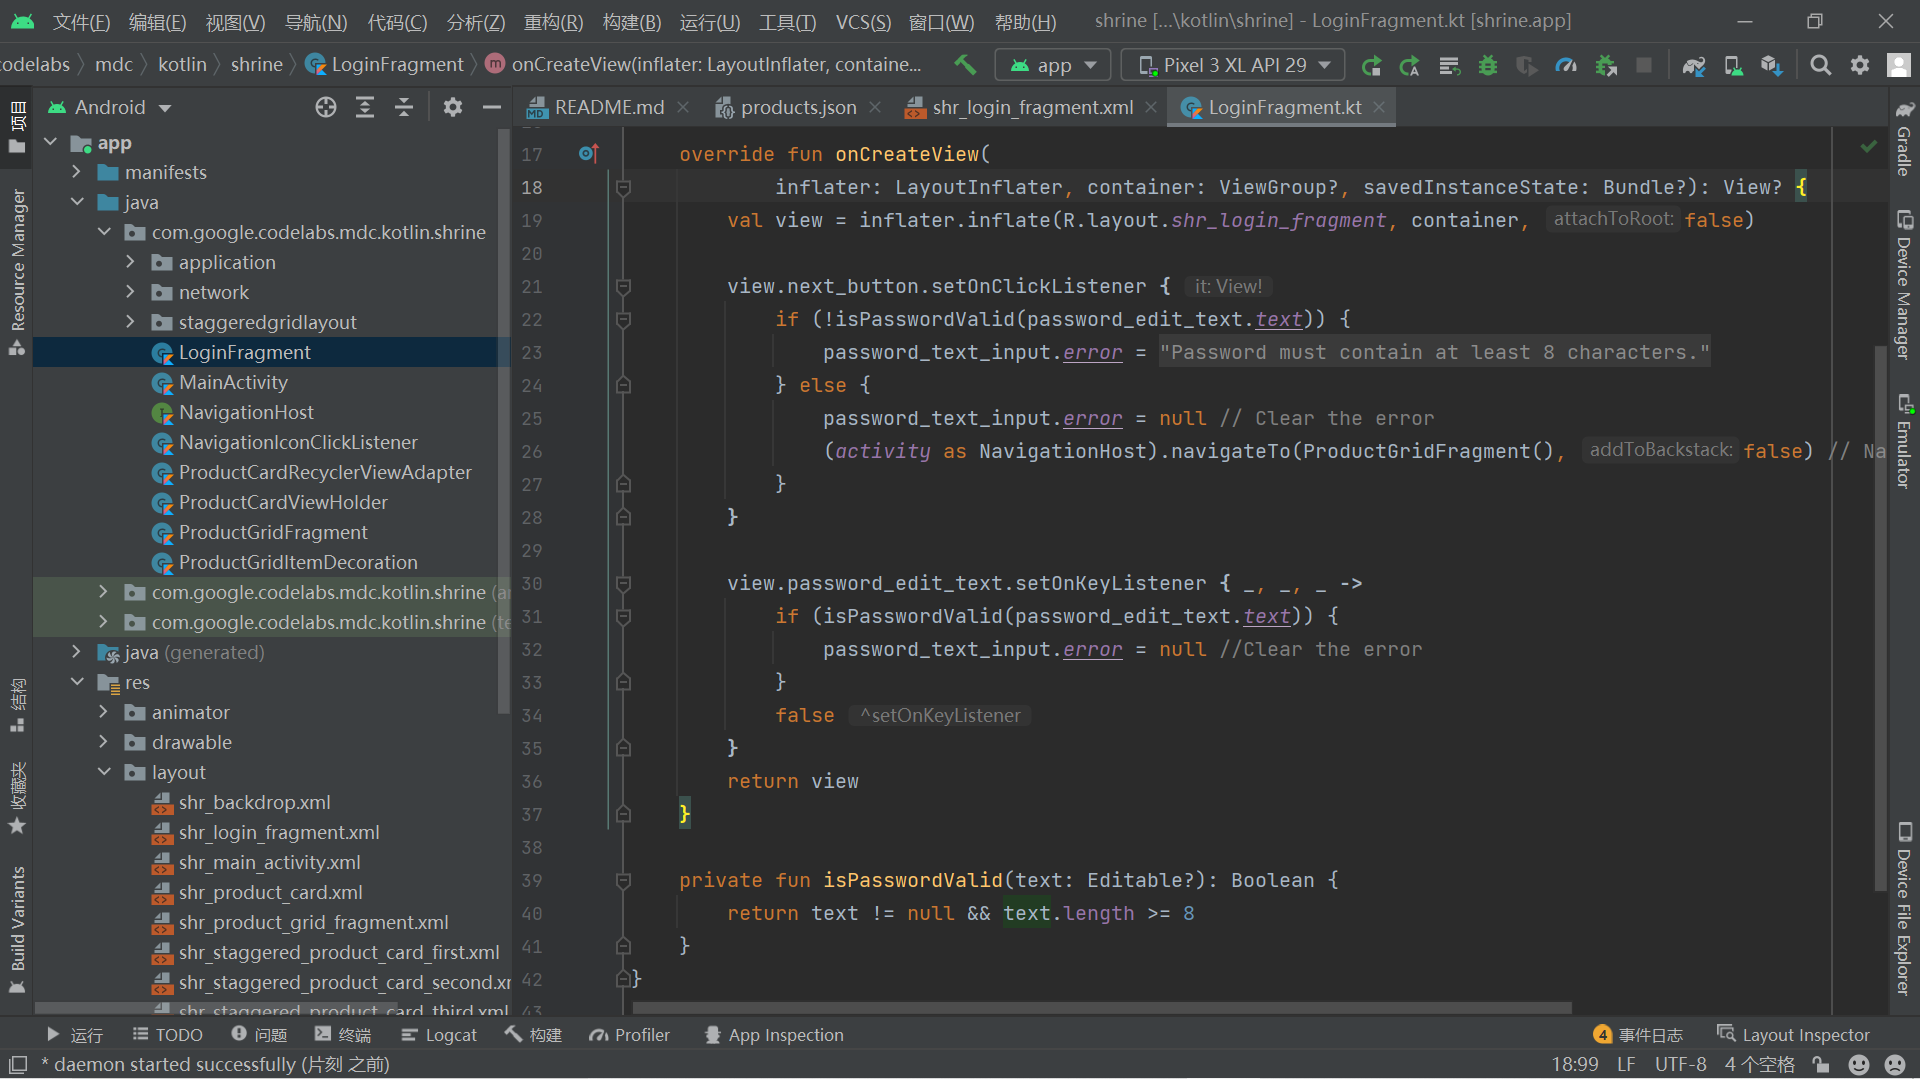 文件(F) 编辑(E) 视图(V) 导航(N) 代码(C) 分析(Z) 重构(R) 构建(B) 运行(U) 工具(T) VCS(S) 窗口(W) 帮助(H) shrine [...\kotlin\shrine] - LoginFragment.kt [shrine.app]
codelabs mdc kotlin shrine LoginFragment m onCreateView(inflater: LayoutInflater, containe... app Pixel 3 XL API 29
项目
Resource Manager
结构
收藏夹
Build Variants
Android
app
manifests
java
com.google.codelabs.mdc.kotlin.shrine
application
network
staggeredgridlayout
LoginFragment
MainActivity
NavigationHost
NavigationIconClickListener
ProductCardRecyclerViewAdapter
ProductCardViewHolder
ProductGridFragment
ProductGridItemDecoration
com.google.codelabs.mdc.kotlin.shrine
com.google.codelabs.mdc.kotlin.shrine
java (generated)
res
animator
drawable
layout
shr_backdrop.xml
shr_login_fragment.xml
shr_main_activity.xml
shr_product_card.xml
shr_product_grid_fragment.xml
shr_staggered_product_card_first.xml
shr_staggered_product_card_second.xr
shr_staggered_product_card_third.xml
README.md products.json shr_login_fragment.xml LoginFragment.kt
17 override fun onCreateView(
18 inflater: LayoutInflater, container: ViewGroup?, savedInstanceState: Bundle?): View? {
19 val view = inflater.inflate(R.layout.shr_login_fragment, container, attachToRoot: false)
20
21 view.next_button.setOnClickListener { it: View!
22 if (!isPasswordValid(password_edit_text.text)) {
23 password_text_input.error = "Password must contain at least 8 characters."
24 } else {
25 password_text_input.error = null // Clear the error
26 (activity as NavigationHost).navigateTo(ProductGridFragment(), addToBackstack: false) // Na
27 }
28 }
29
30 view.password_edit_text.setOnKeyListener { _, _, _ ->
31 if (isPasswordValid(password_edit_text.text)) {
32 password_text_input.error = null //Clear the error
33 }
34 false ^setOnKeyListener
35 }
36 return view
37 }
38
39 private fun isPasswordValid(text: Editable?): Boolean {
40 return text != null && text.length >= 8
41 }
42 }
43
Gradle
Device Manager
Emulator
Device File Explorer
运行 TODO 问题 终端 Logcat 构建 Profiler App Inspection 4 事件日志 Layout Inspector
* daemon started successfully (片刻 之前) 18:99 LF UTF-8 4 个空格